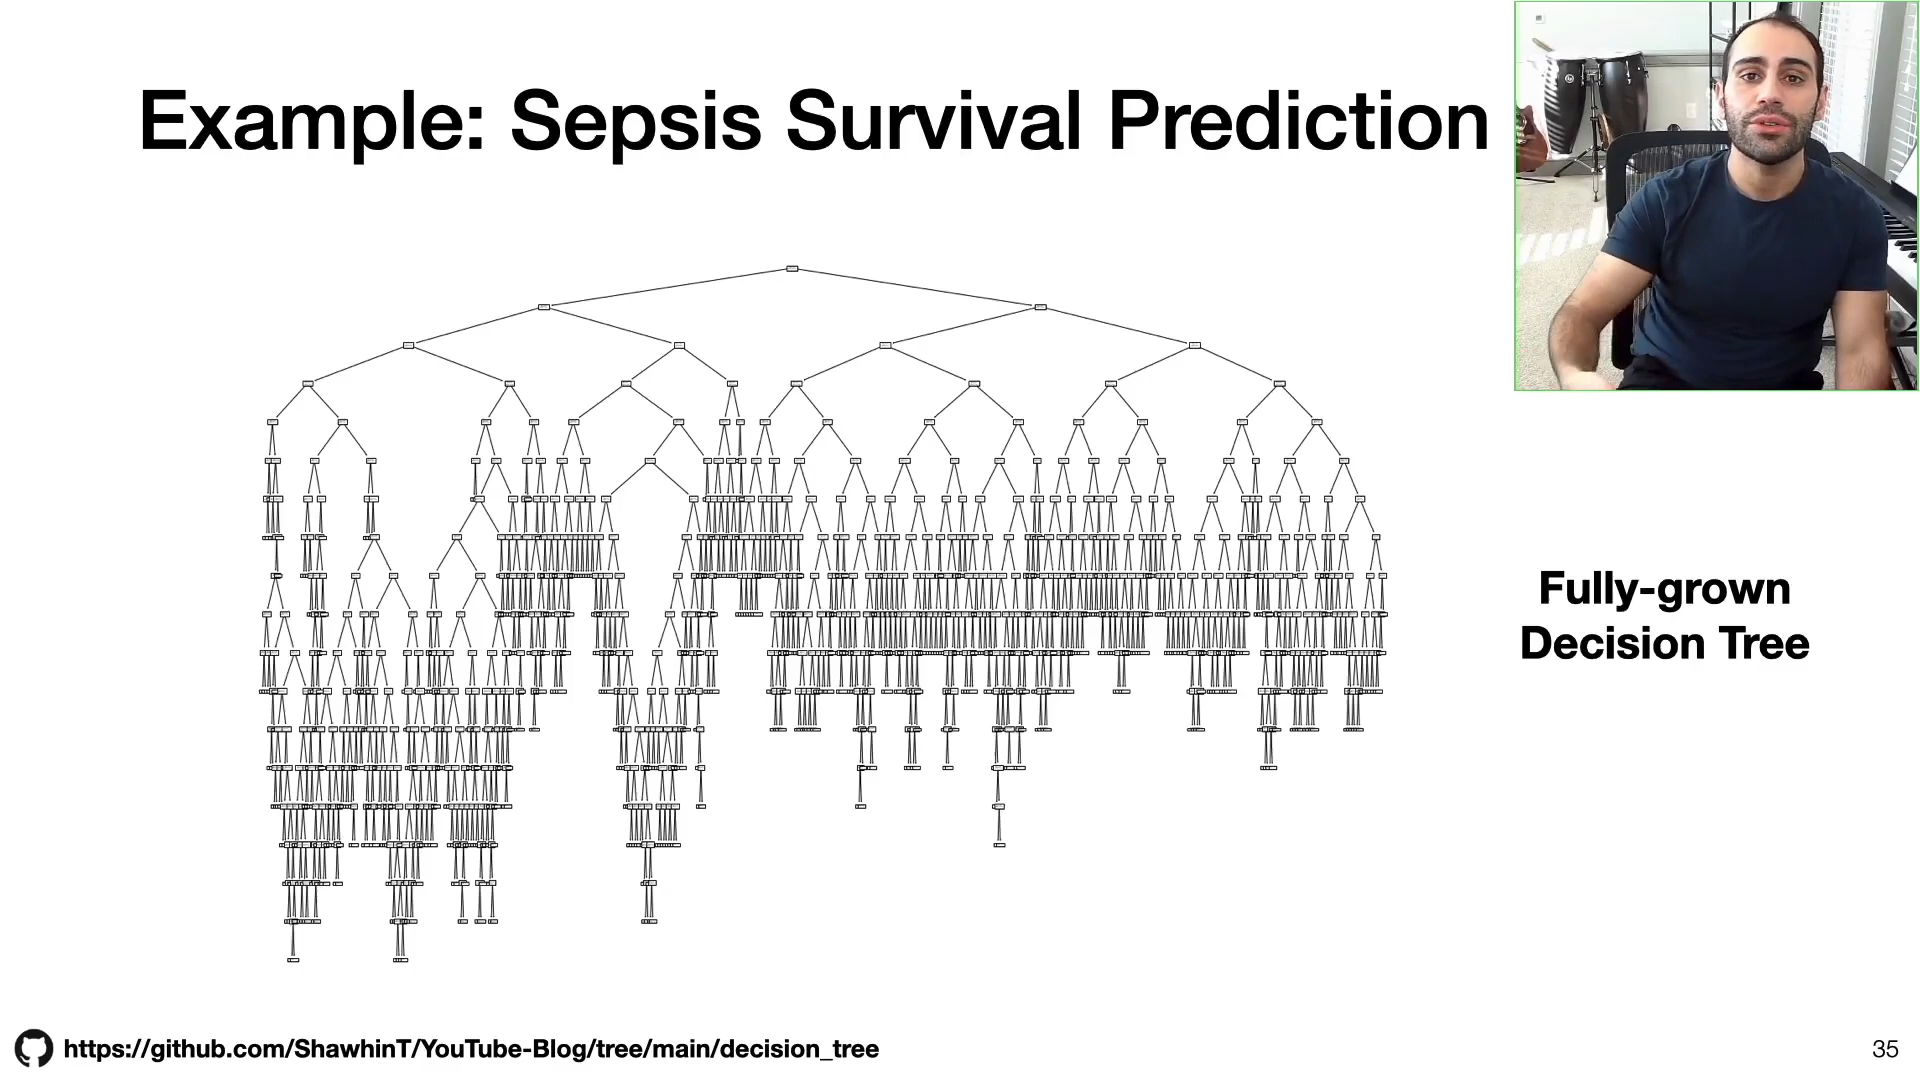 Example: Sepsis Survival Prediction
Fully-grown
Decision Tree
https://github.com/ShawhinT/YouTube-Blog/tree/main/decision_tree
35